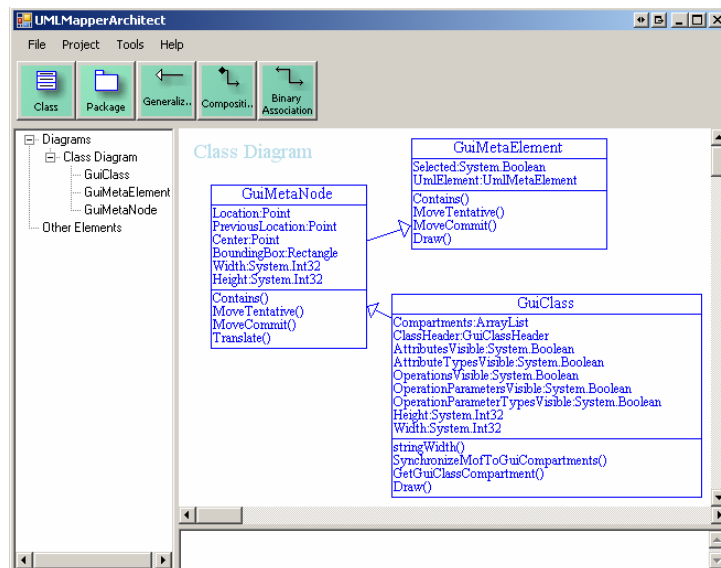 UMLMapperArchitect
File Project Tools Help
Class
Package
Generaliz..
Compositi..
Binary
Association
Diagrams
Class Diagram
GuiClass
GuiMetaElement
GuiMetaNode
Other Elements
Class Diagram
GuiMetaElement
Selected:System.Boolean
UmlElement:UmlMetaElement
Contains()
MoveTentative()
MoveCommit()
Draw()
GuiMetaNode
Location:Point
PreviousLocation:Point
Center:Point
BoundingBox:Rectangle
Width:System.Int32
Height:System.Int32
Contains()
MoveTentative()
MoveCommit()
Translate()
GuiClass
Compartments:ArrayList
ClassHeader:GuiClassHeader
AttributesVisible:System.Boolean
AttributeTypesVisible:System.Boolean
OperationsVisible:System.Boolean
OperationParametersVisible:System.Boolean
OperationParameterTypesVisible:System.Boolean
Height:System.Int32
Width:System.Int32
stringWidth()
SynchronizeMofToGuiCompartments()
GetGuiClassCompartment()
Draw()